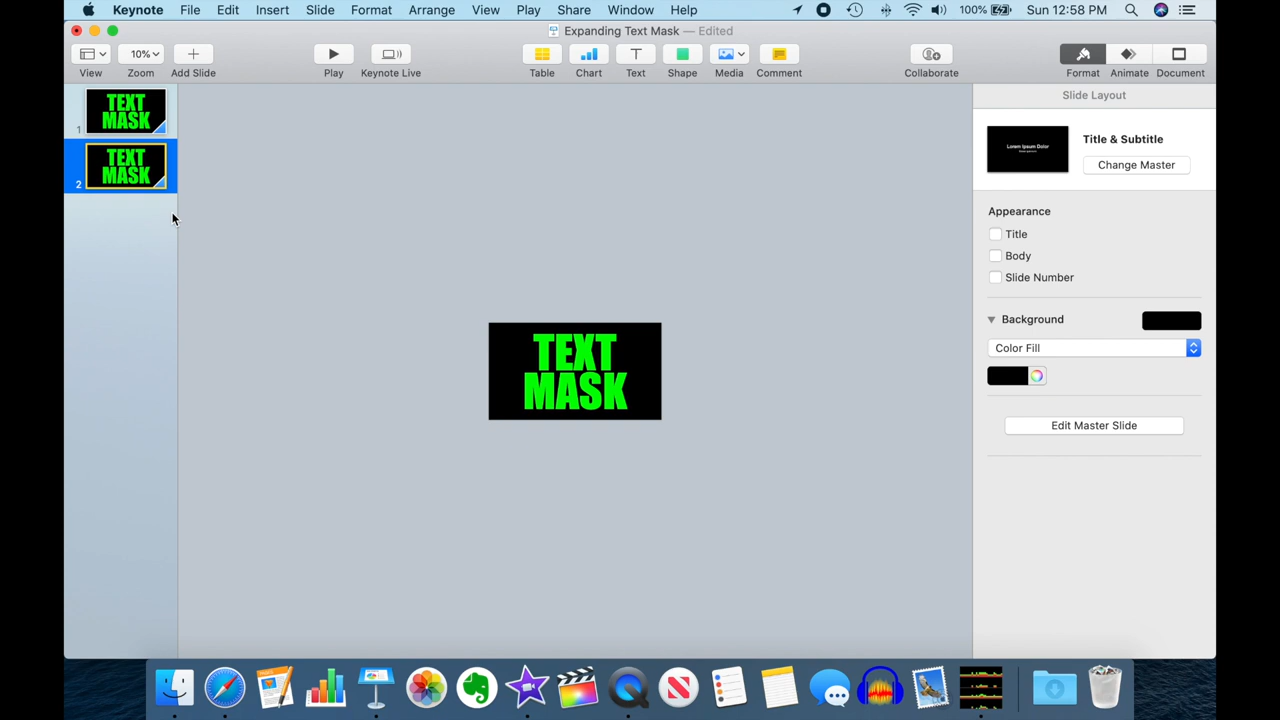 Keynote File Edit Insert Slide Format Arrange View Play Share Window Help 100% Sun 12:58 PM
Expanding Text Mask — Edited
10%
View Zoom Add Slide Play Keynote Live Table Chart Text Shape Media Comment Collaborate Format Animate Document
Slide Layout
TEXT
MASK
1
TEXT
MASK
2
TEXT
MASK
Lorem Ipsum Dolor
Title & Subtitle
Change Master
Appearance
Title
Body
Slide Number
Background
Color Fill
Edit Master Slide